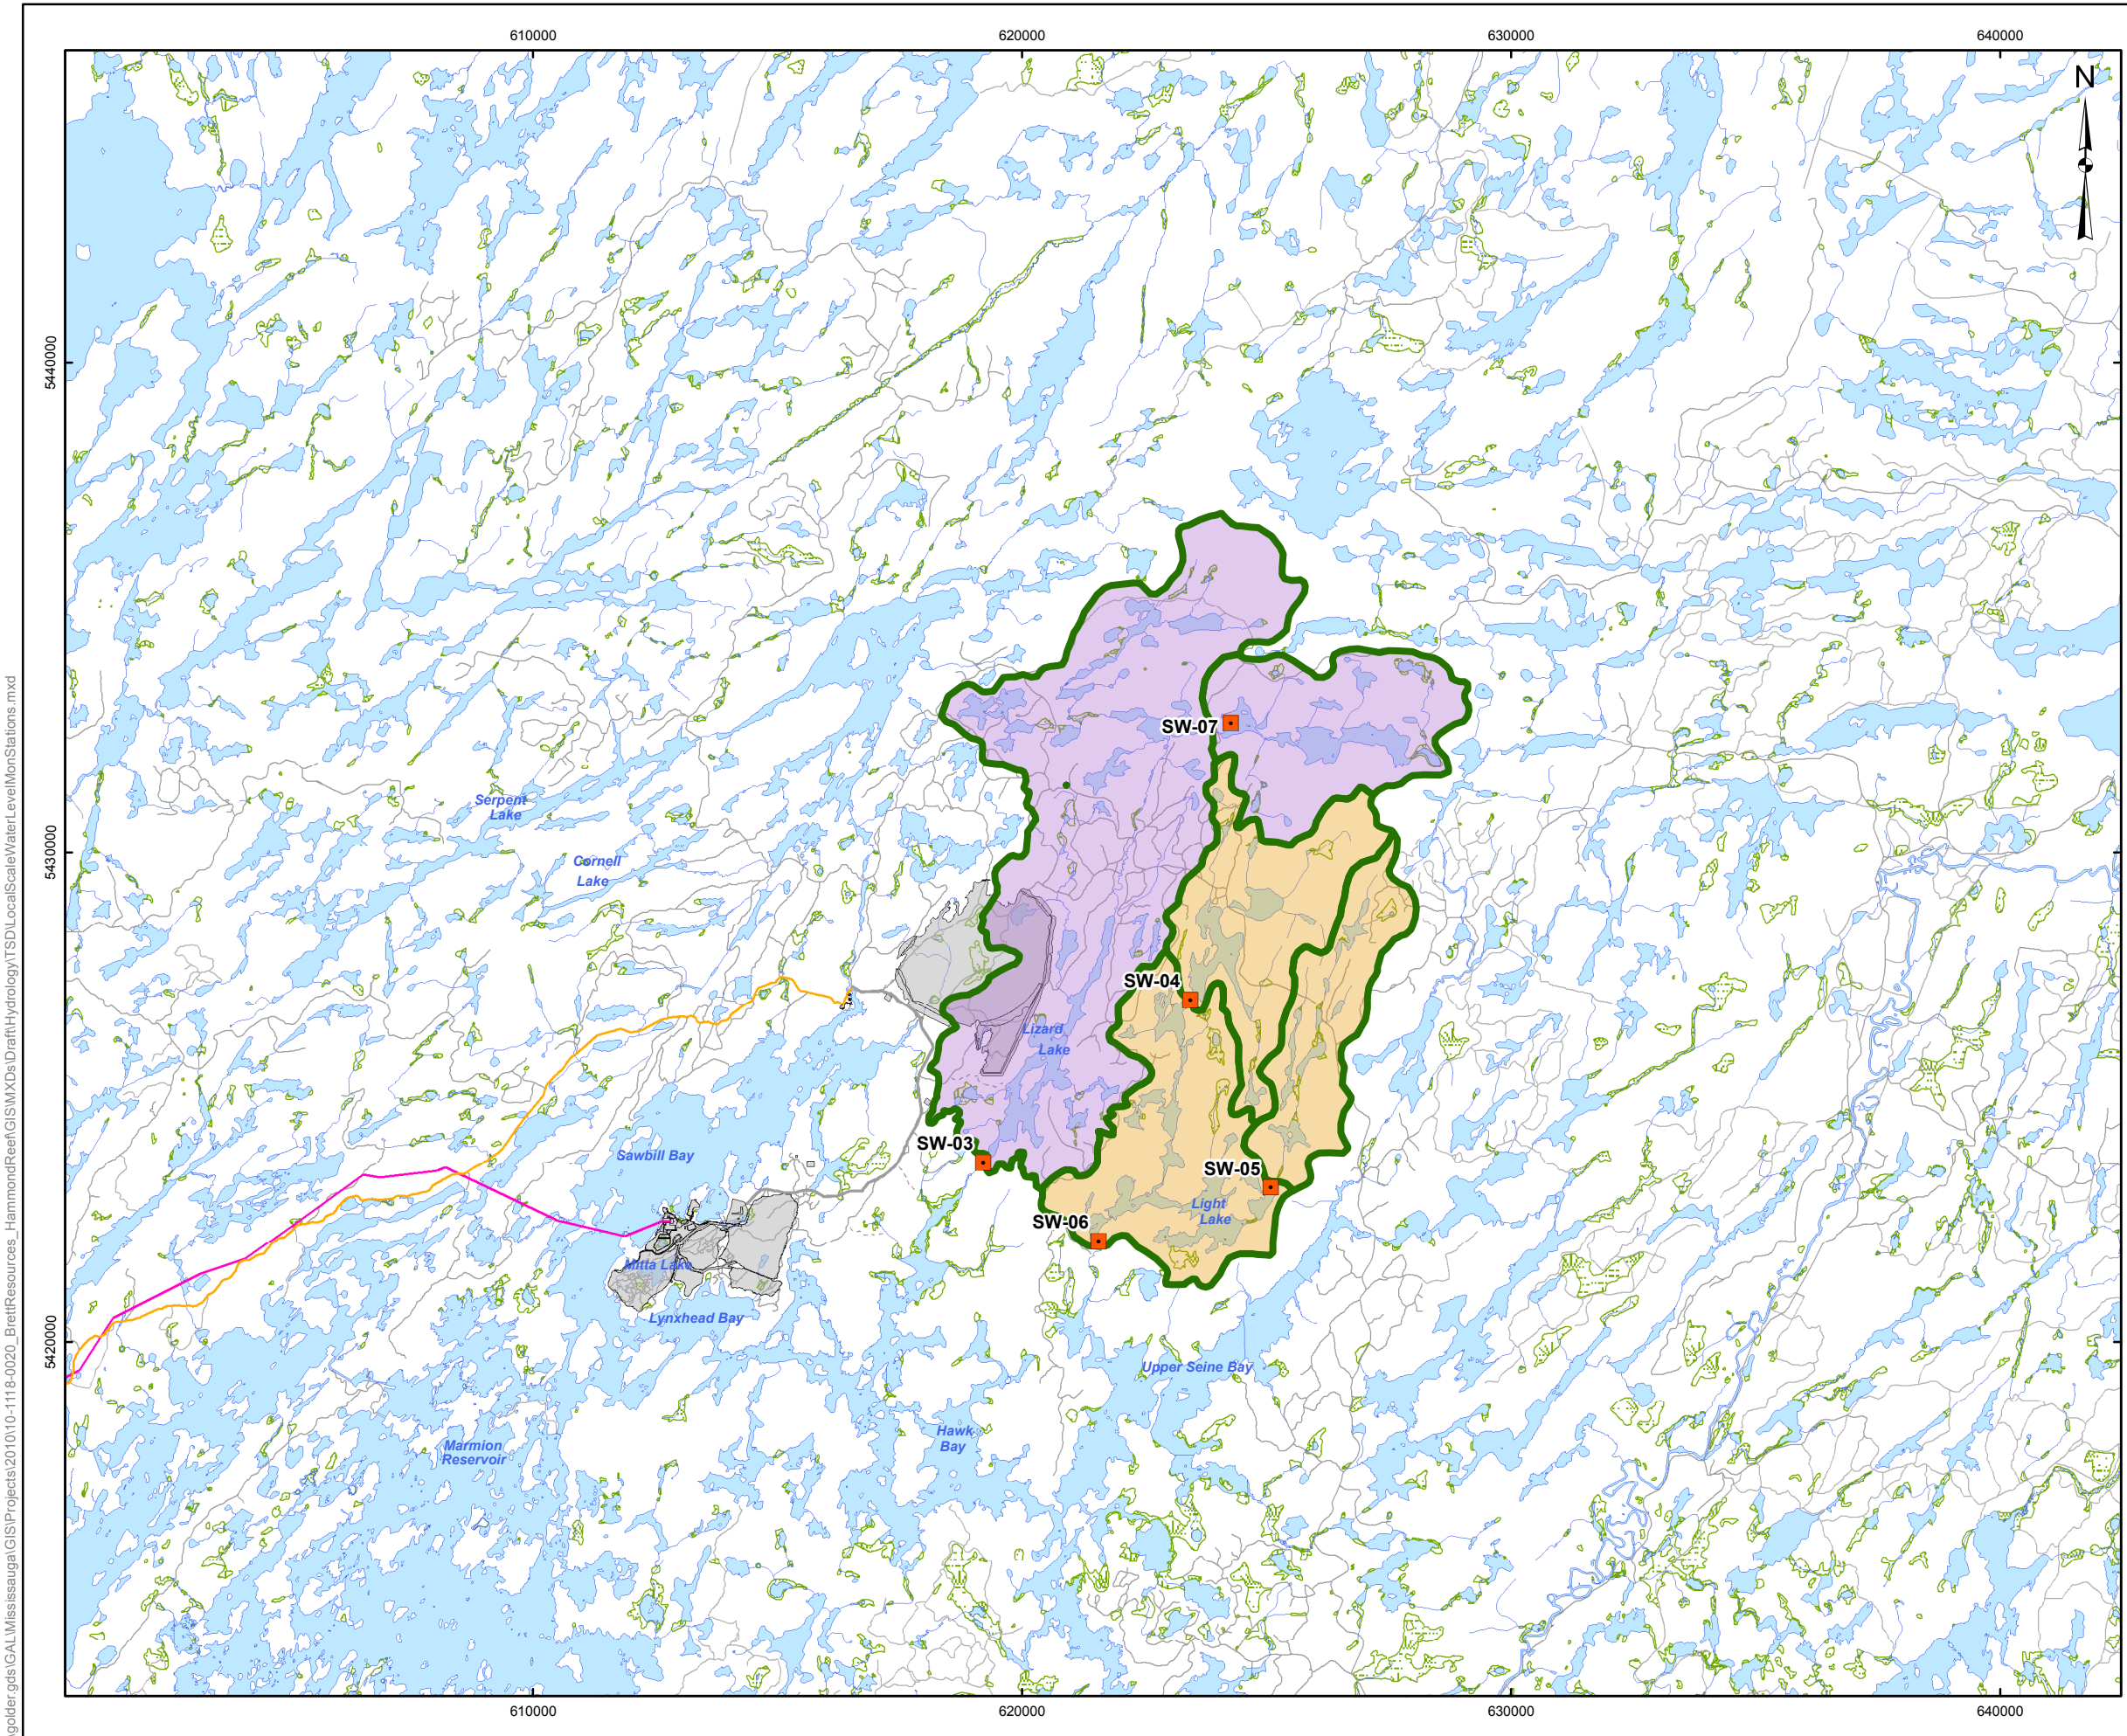 610000
620000
630000
640000
N
5440000
SW-07
Serpent
Lake
5430000
Cornell
Lake
SW-04
Lizard
Lake
SW-03
Sawbill Bay
SW-05
Light
Lake
SW-06
Mitta Lake
Lynxhead Bay
5420000
Upper Seine Bay
Hawk
Bay
Marmion
Reservoir
610000
620000
630000
640000
golder.gds\GAL\Mississauga\GIS\Projects\2010\10-1118-0020_BrettResources_HammondReef\GIS\MXDs\Draft\Hydrology\TSD\LocalScaleWaterLevelMonStations.mxd